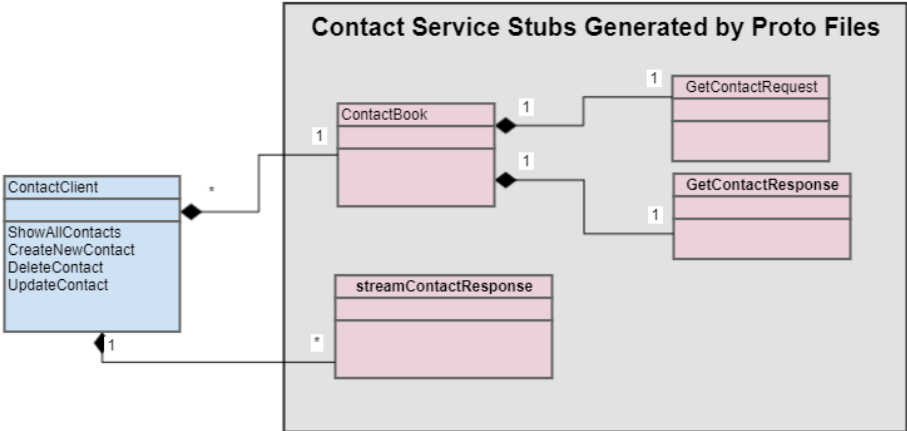 Contact Service Stubs Generated by Proto Files
1
GetContactRequest
1
ContactBook
1
1
GetContactResponse
1
ContactClient
*
ShowAllContacts
CreateNewContact
DeleteContact
UpdateContact
streamContactResponse
1
*